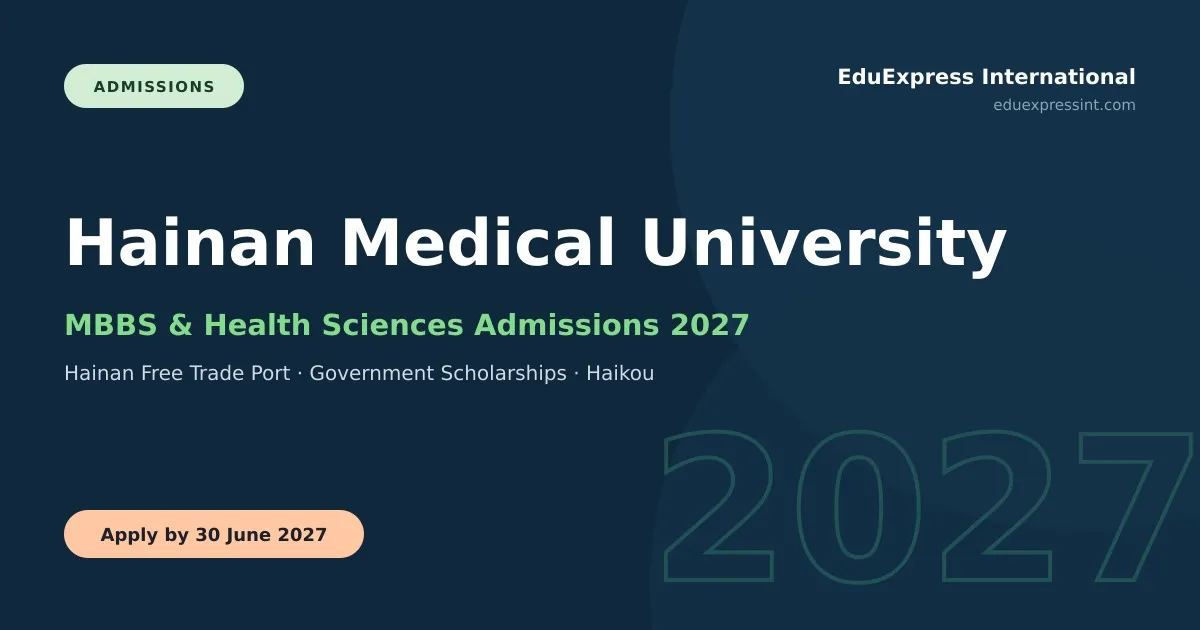 ADMISSIONS
EduExpress International
eduexpressint.com
Hainan Medical University
MBBS & Health Sciences Admissions 2027
Hainan Free Trade Port · Government Scholarships · Haikou
Apply by 30 June 2027
2027